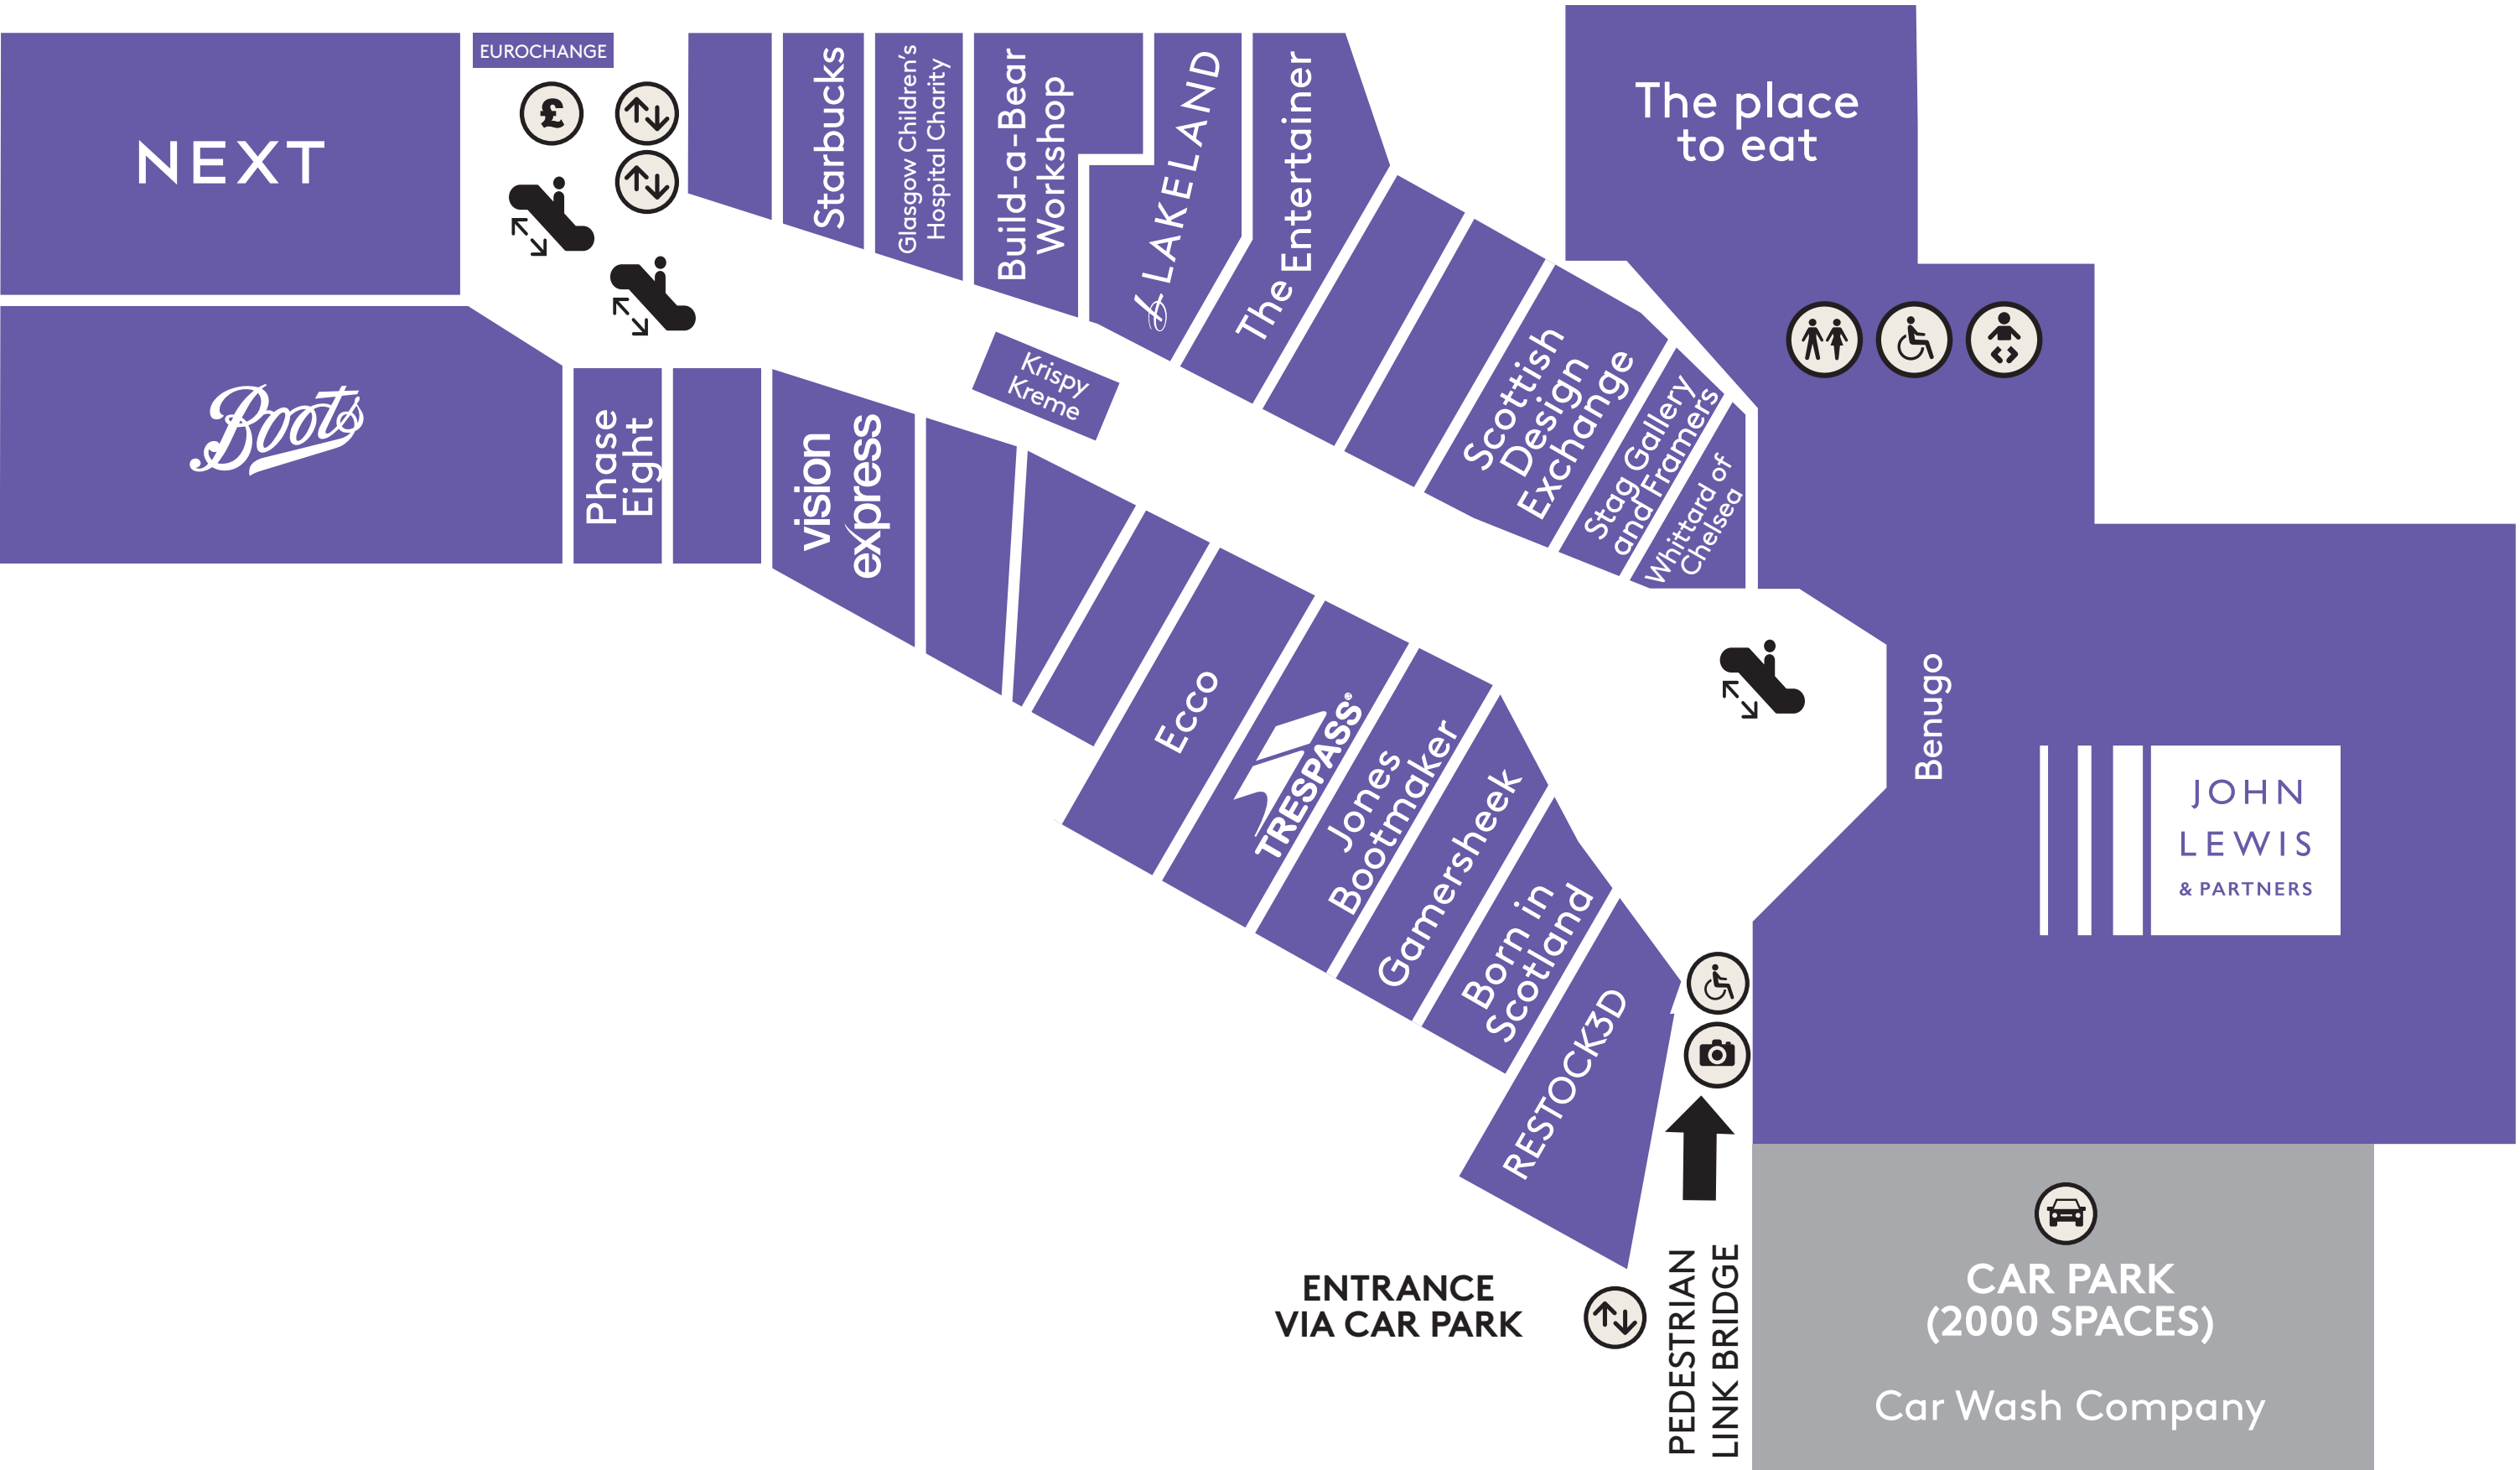 EUROCHANGE
£
NEXT
Starbucks
Glasgow Children's
Hospital Charity
Build-a-Bear
Workshop
LAKELAND
The Entertainer
The place
to eat
Boots
Phase
Eight
vision
express
Krispy
Kreme
Scottish
Design
Exchange
Stag Gallery
and Framers
Whittard of
Chelsea
Ecco
TRESPASS®
Jones
Bootmaker
Gamersheek
Born in
Scotland
RESTOCK3D
Benugo
JOHN
LEWIS
& PARTNERS
ENTRANCE
VIA CAR PARK
PEDESTRIAN
LINK BRIDGE
CAR PARK
(2000 SPACES)
Car Wash Company